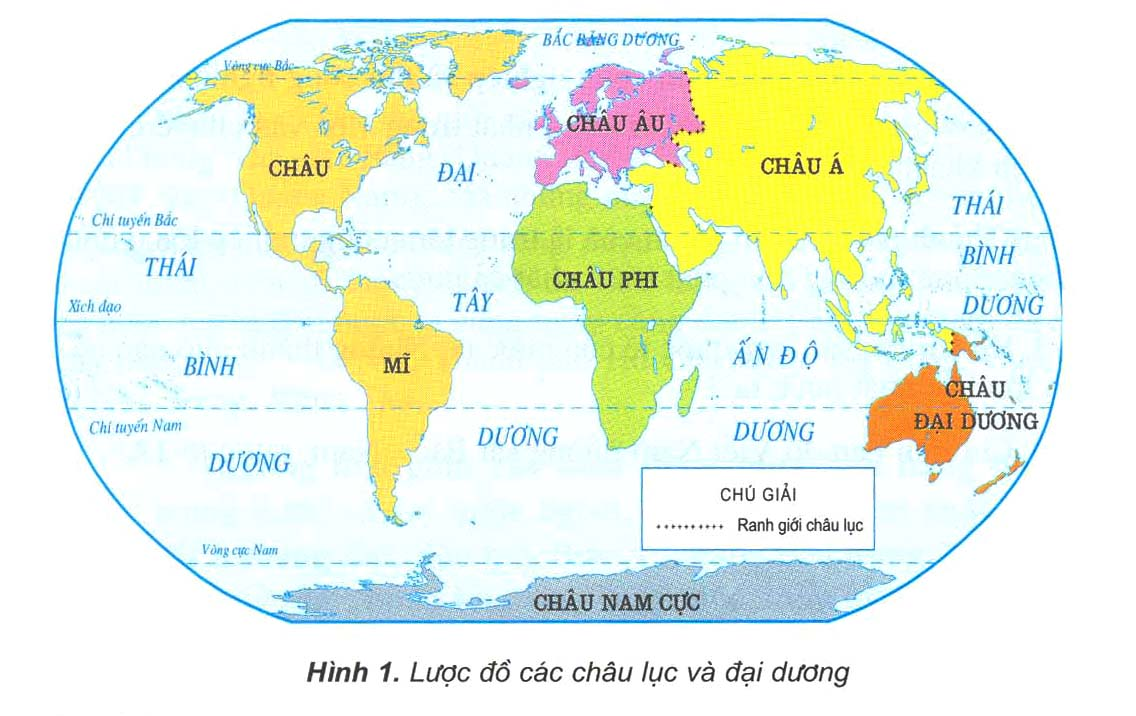 BẮC BĂNG DƯƠNG
Vòng cực Bắc
CHÂU ÂU
CHÂU
ĐẠI
CHÂU Á
THÁI
Chí tuyến Bắc
THÁI
BÌNH
CHÂU PHI
TÂY
DƯƠNG
Xích đạo
BÌNH
MĨ
ẤN ĐỘ
CHÂU
ĐẠI DƯƠNG
Chí tuyến Nam
DƯƠNG
DƯƠNG
DƯƠNG
CHÚ GIẢI
Ranh giới châu lục
Vòng cực Nam
CHÂU NAM CỰC
Hình 1. Lược đồ các châu lục và đại dương